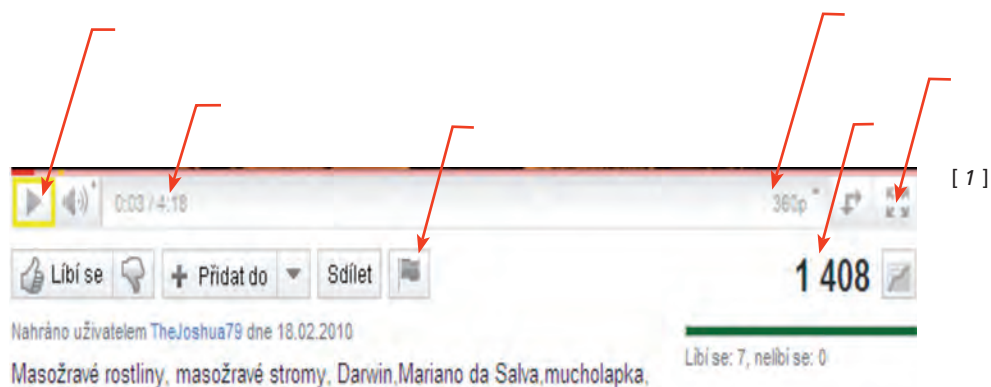 [ 1 ]
0:03 / 4:18 360p
Líbí se Přidat do Sdílet 1 408
Nahráno uživatelem TheJoshua79 dne 18.02.2010
Líbí se: 7, nelíbí se: 0
Masožravé rostliny, masožravé stromy, Darwin,Mariano da Salva,mucholapka,